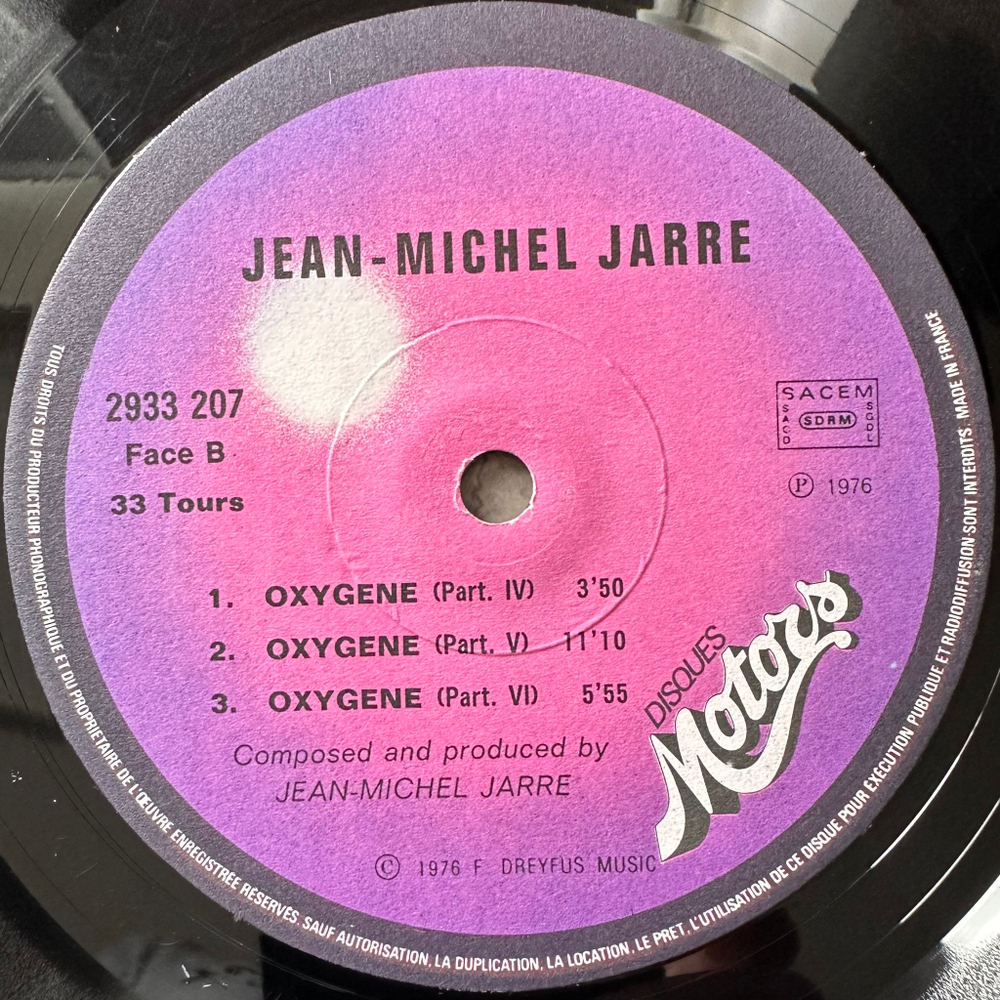 JEAN-MICHEL JARRE
2933 207
Face B
33 Tours
SACEM
SACD
SDRM
SGDL
Ⓟ 1976
1. OXYGENE (Part. IV) 3'50
2. OXYGENE (Part. V) 11'10
3. OXYGENE (Part. VI) 5'55
Composed and produced by
JEAN-MICHEL JARRE
DISQUES
Motors
© 1976 F. DREYFUS MUSIC
TOUS DROITS DU PRODUCTEUR PHONOGRAPHIQUE ET DU PROPRIETAIRE DE L'ŒUVRE ENREGISTREE RESERVES. SAUF AUTORISATION, LA DUPLICATION, LA LOCATION, LE PRET, L'UTILISATION DE CE DISQUE POUR EXECUTION PUBLIQUE ET RADIODIFFUSION SONT INTERDITS. MADE IN FRANCE